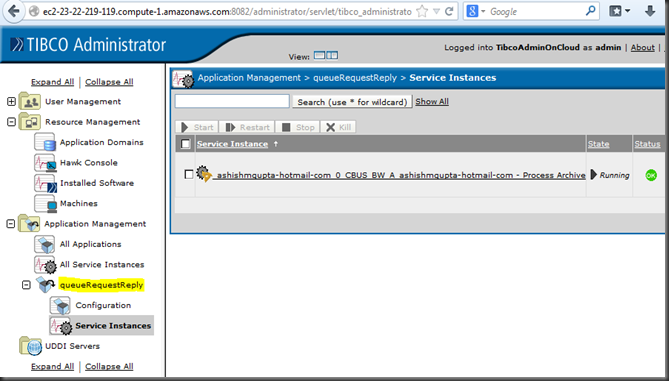 ec2-23-22-219-119.compute-1.amazonaws.com:8082/administrator/servlet/tibco_administrato
Google
TIBCO Administrator
Logged into TibcoAdminOnCloud as admin | About |
View:
Expand All | Collapse All
User Management
Resource Management
Application Domains
Hawk Console
Installed Software
Machines
Application Management
All Applications
All Service Instances
queueRequestReply
Configuration
Service Instances
UDDI Servers
Expand All | Collapse All
Application Management > queueRequestReply > Service Instances
Search (use * for wildcard) Show All
Start Restart Stop Kill
Service Instance State Status
_ashishmgupta-hotmail-com_0_CBUS_BW_A_ashishmgupta-hotmail-com - Process Archive Running OK